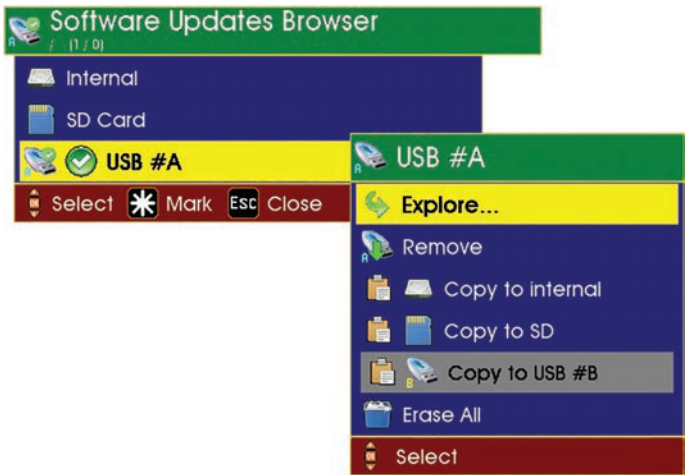 Software Updates Browser
A / (1 / 0)
Internal
SD Card
A USB #A
Select Mark Esc Close
A USB #A
Explore...
A Remove
Copy to internal
Copy to SD
B Copy to USB #B
Erase All
OK Select